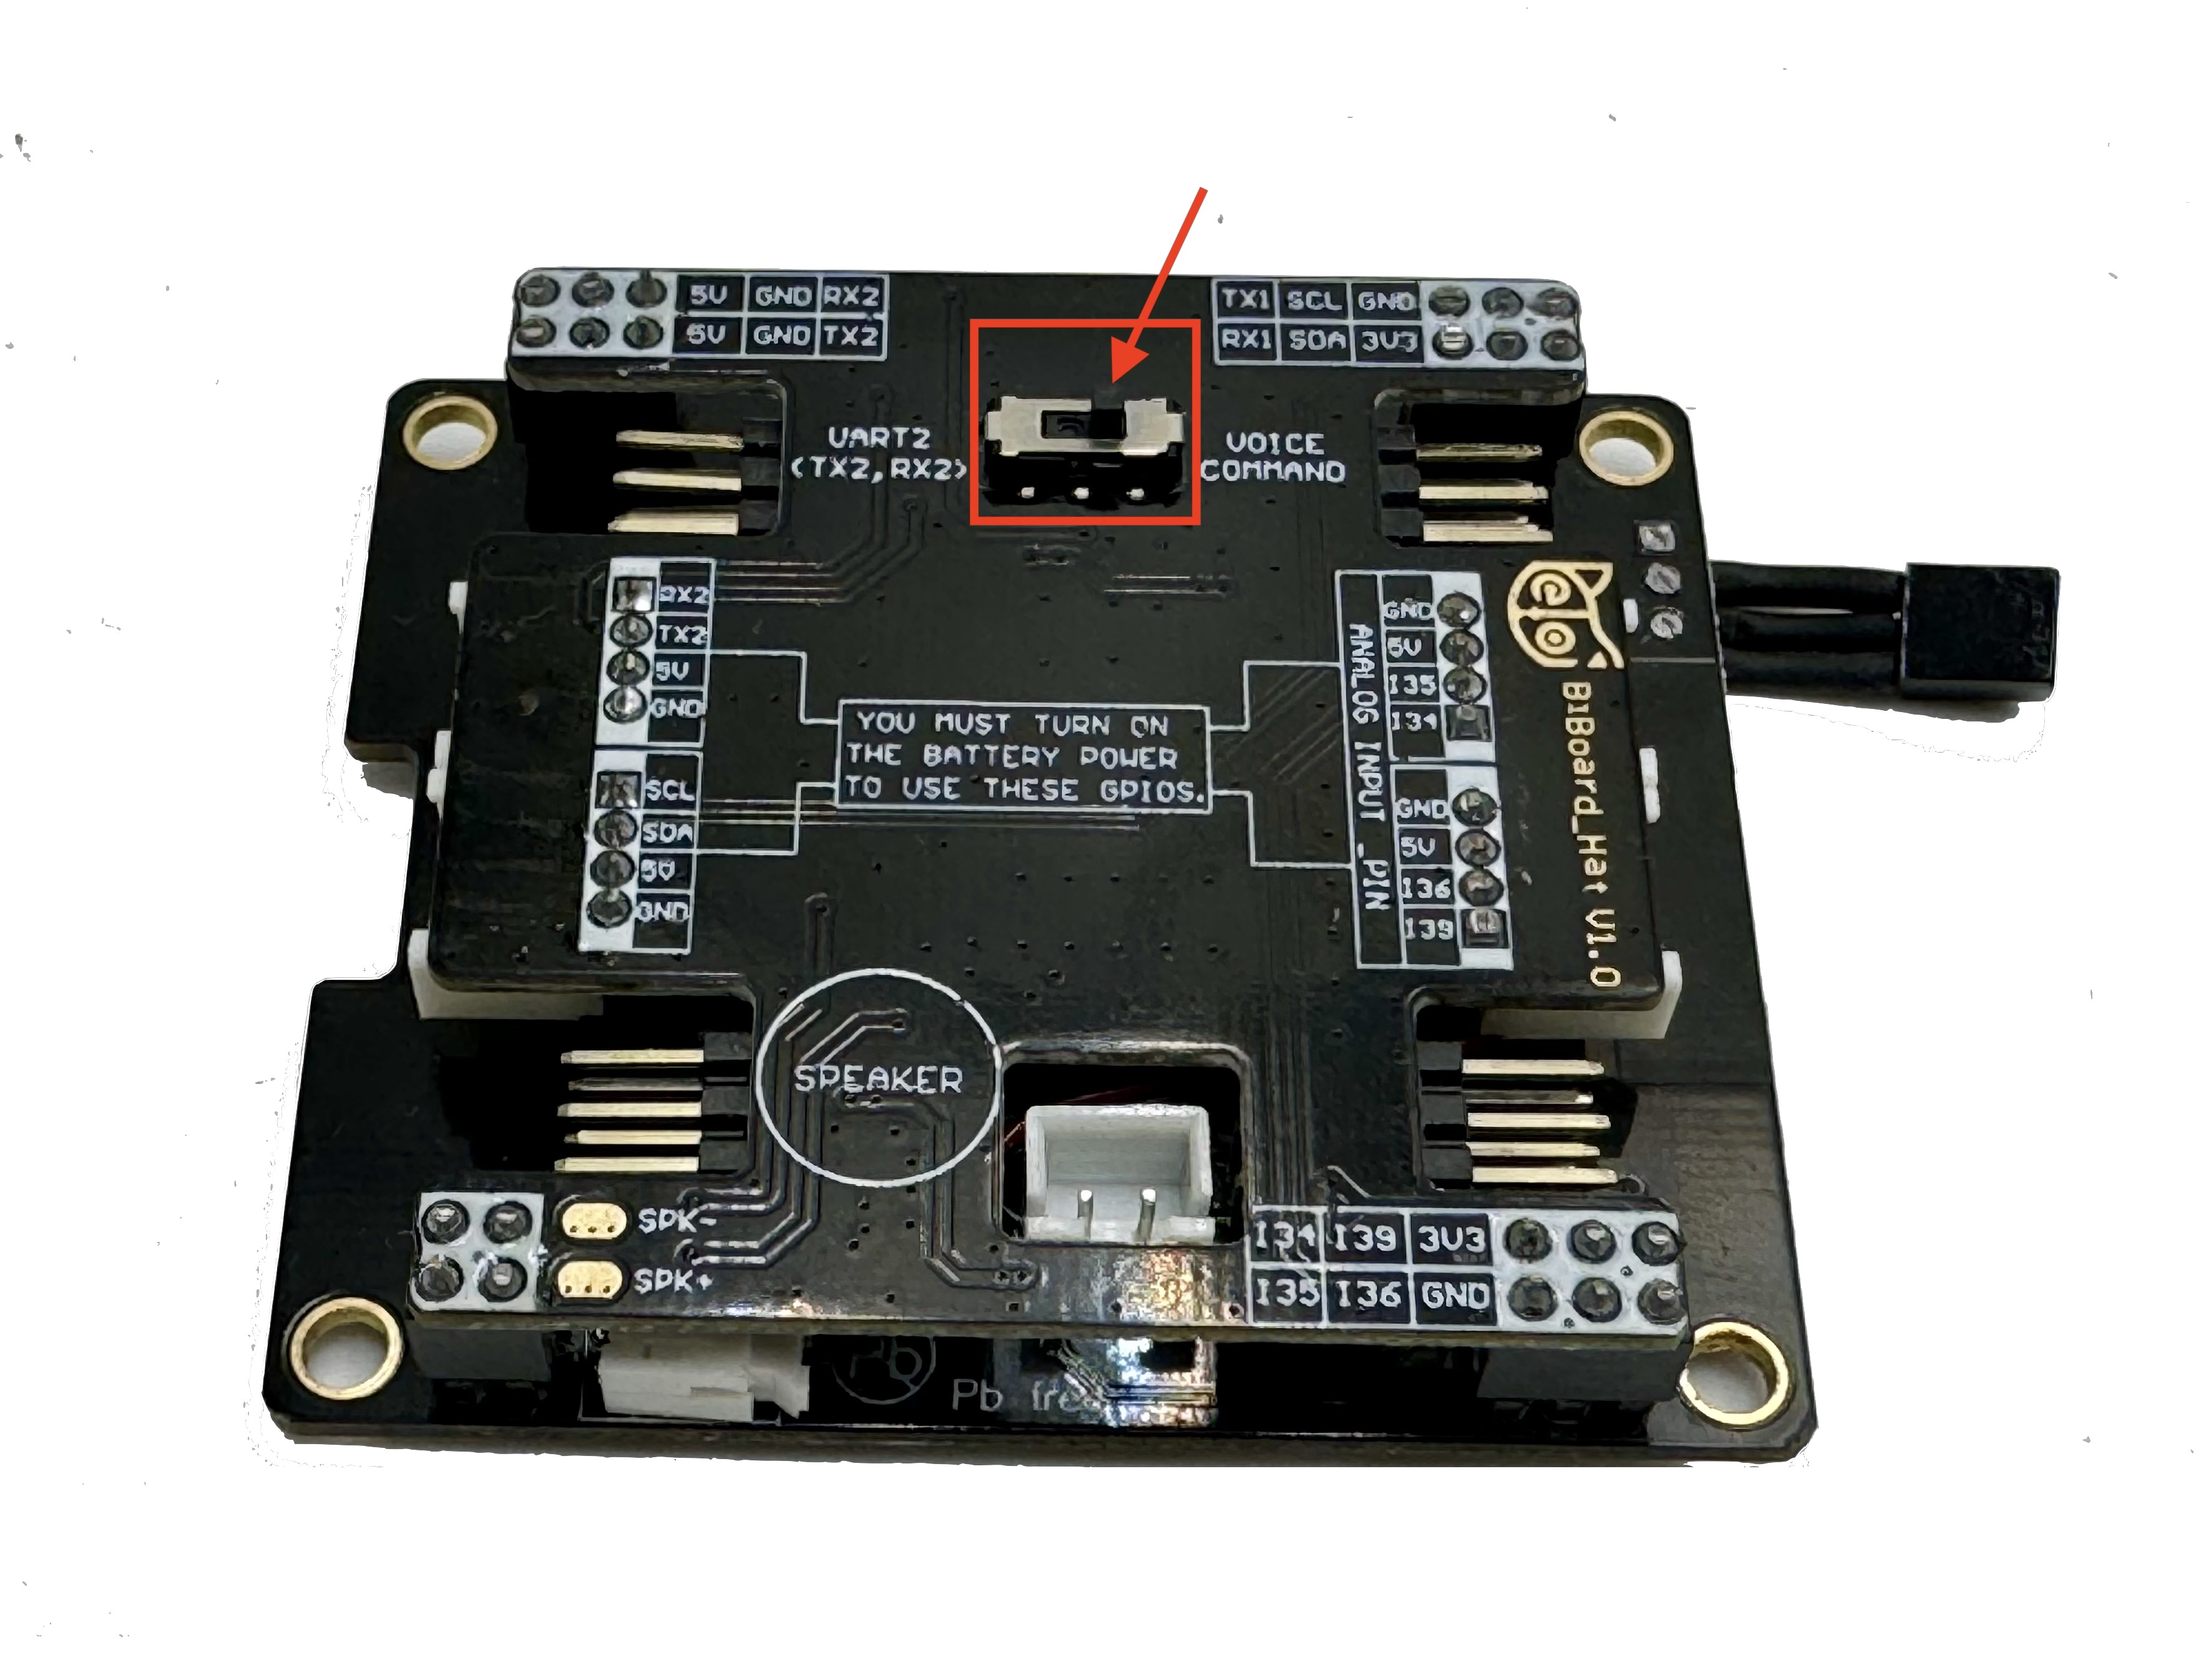 5V GND RX2
5V GND TX2
TX1 SCL GND
RX1 SDA 3V3
UART2
(TX2,RX2)
VOICE
COMMAND
RX2
TX2
5V
GND
SCL
SDA
5V
GND
YOU MUST TURN ON
THE BATTERY POWER
TO USE THESE GPIOS.
ANALOG INPUT_PIN
GND
5V
I35
I34
GND
5V
I36
I39
Petoi
BiBoard_Hat V1.0
SPEAKER
SPK-
SPK+
I34 I39 3V3
I35 I36 GND
Pb
Pb